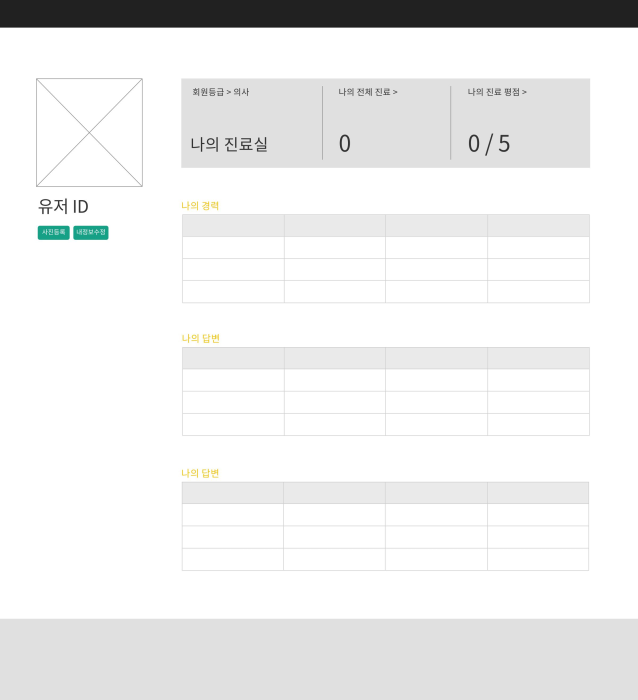 회원등급 > 의사
나의 전체 진료 >
나의 진료 평점 >
나의 진료실
0
0 / 5
유저 ID
사진등록
내정보수정
나의 경력
나의 답변
나의 답변